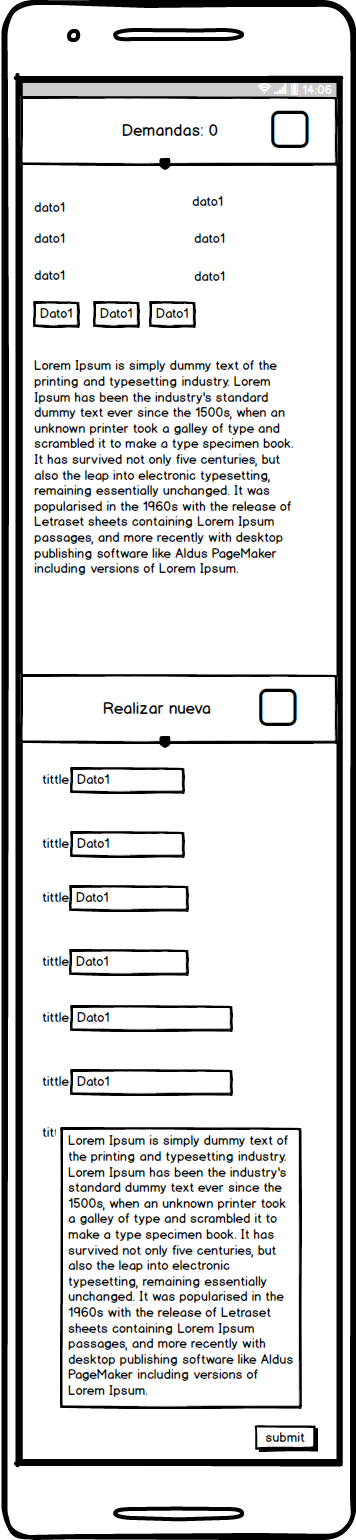 14:06
Demandas: 0
dato1 dato1
dato1 dato1
dato1 dato1
Dato1 Dato1 Dato1
Lorem Ipsum is simply dummy text of the
printing and typesetting industry. Lorem
Ipsum has been the industry's standard
dummy text ever since the 1500s, when an
unknown printer took a galley of type and
scrambled it to make a type specimen book.
It has survived not only five centuries, but
also the leap into electronic typesetting,
remaining essentially unchanged. It was
popularised in the 1960s with the release of
Letraset sheets containing Lorem Ipsum
passages, and more recently with desktop
publishing software like Aldus PageMaker
including versions of Lorem Ipsum.
Realizar nueva
tittle Dato1
tittle Dato1
tittle Dato1
tittle Dato1
tittle Dato1
tittle Dato1
Lorem Ipsum is simply dummy text of
the printing and typesetting industry.
Lorem Ipsum has been the industry's
standard dummy text ever since the
1500s, when an unknown printer took
a galley of type and scrambled it to
make a type specimen book. It has
survived not only five centuries, but
also the leap into electronic
typesetting, remaining essentially
unchanged. It was popularised in the
1960s with the release of Letraset
sheets containing Lorem Ipsum
passages, and more recently with
desktop publishing software like Aldus
PageMaker including versions of
Lorem Ipsum.
submit